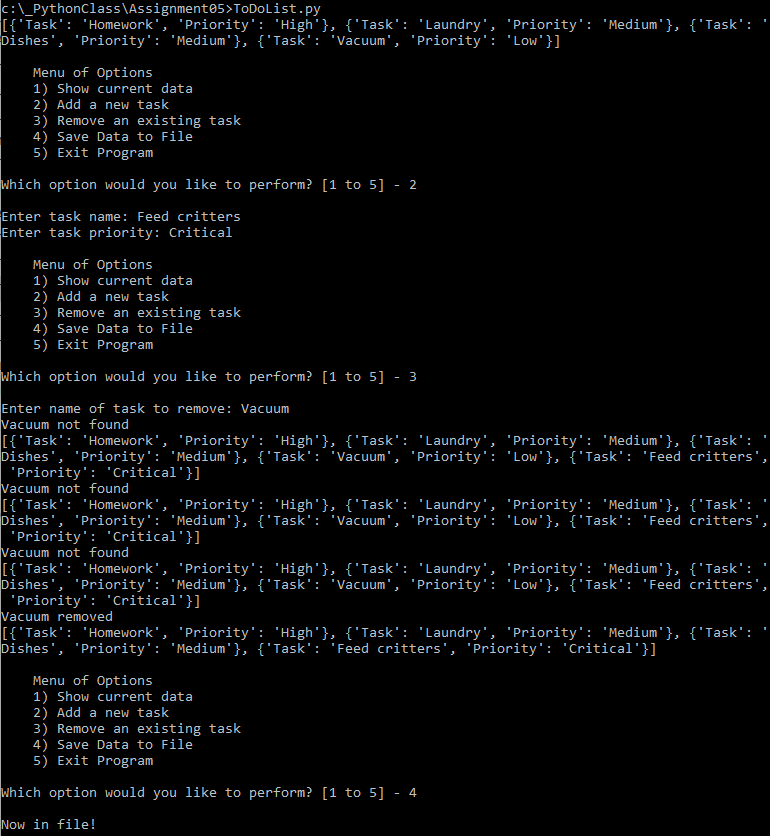 c:\_PythonClass\Assignment05>ToDoList.py
[{'Task': 'Homework', 'Priority': 'High'}, {'Task': 'Laundry', 'Priority': 'Medium'}, {'Task': '
Dishes', 'Priority': 'Medium'}, {'Task': 'Vacuum', 'Priority': 'Low'}]
Menu of Options
1) Show current data
2) Add a new task
3) Remove an existing task
4) Save Data to File
5) Exit Program
Which option would you like to perform? [1 to 5] - 2
Enter task name: Feed critters
Enter task priority: Critical
Menu of Options
1) Show current data
2) Add a new task
3) Remove an existing task
4) Save Data to File
5) Exit Program
Which option would you like to perform? [1 to 5] - 3
Enter name of task to remove: Vacuum
Vacuum not found
[{'Task': 'Homework', 'Priority': 'High'}, {'Task': 'Laundry', 'Priority': 'Medium'}, {'Task': '
Dishes', 'Priority': 'Medium'}, {'Task': 'Vacuum', 'Priority': 'Low'}, {'Task': 'Feed critters',
'Priority': 'Critical'}]
Vacuum not found
[{'Task': 'Homework', 'Priority': 'High'}, {'Task': 'Laundry', 'Priority': 'Medium'}, {'Task': '
Dishes', 'Priority': 'Medium'}, {'Task': 'Vacuum', 'Priority': 'Low'}, {'Task': 'Feed critters',
'Priority': 'Critical'}]
Vacuum not found
[{'Task': 'Homework', 'Priority': 'High'}, {'Task': 'Laundry', 'Priority': 'Medium'}, {'Task': '
Dishes', 'Priority': 'Medium'}, {'Task': 'Vacuum', 'Priority': 'Low'}, {'Task': 'Feed critters',
'Priority': 'Critical'}]
Vacuum removed
[{'Task': 'Homework', 'Priority': 'High'}, {'Task': 'Laundry', 'Priority': 'Medium'}, {'Task': '
Dishes', 'Priority': 'Medium'}, {'Task': 'Feed critters', 'Priority': 'Critical'}]
Menu of Options
1) Show current data
2) Add a new task
3) Remove an existing task
4) Save Data to File
5) Exit Program
Which option would you like to perform? [1 to 5] - 4
Now in file!